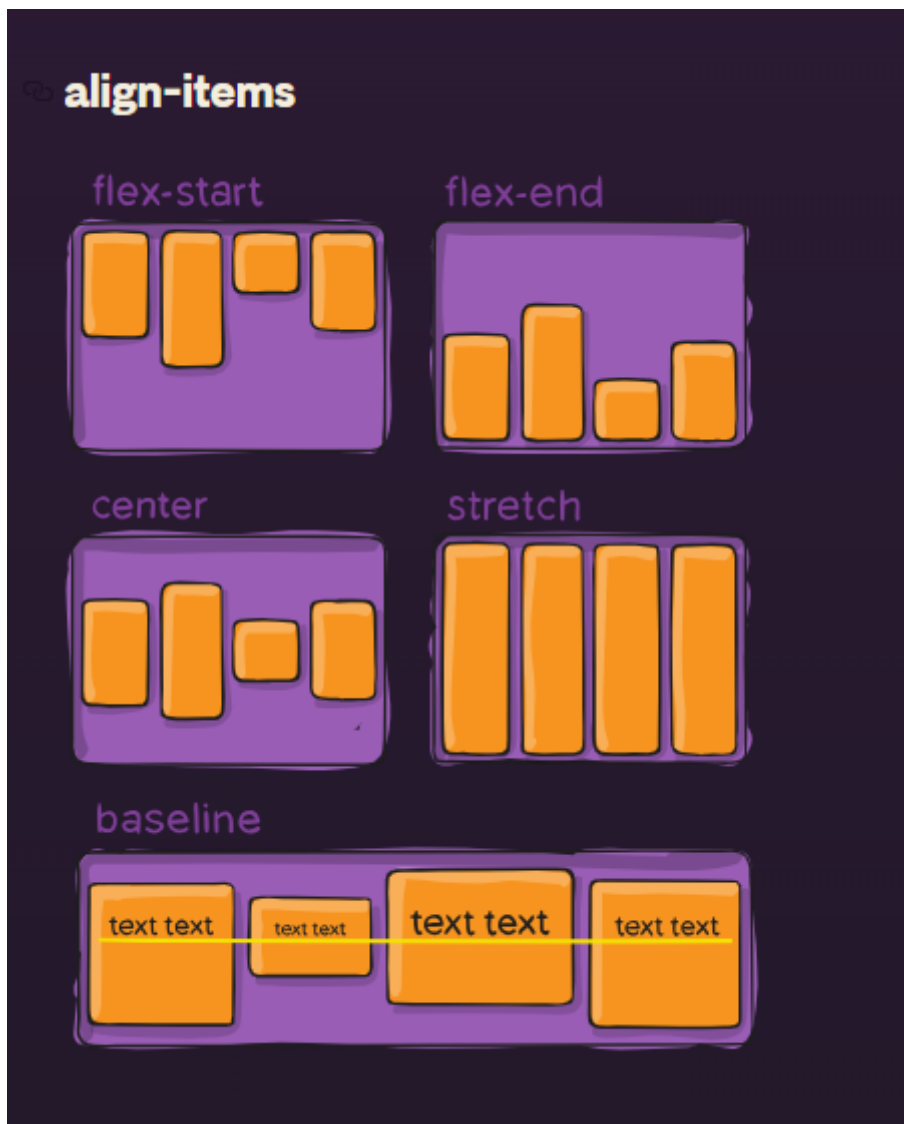 align-items
flex-start
flex-end
center
stretch
baseline
text text
text text
text text
text text